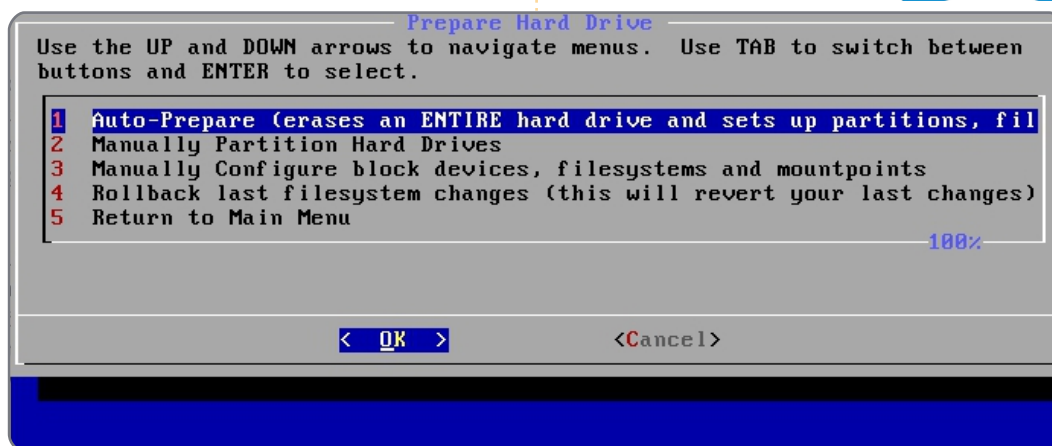 Prepare Hard Drive
Use the UP and DOWN arrows to navigate menus. Use TAB to switch between
buttons and ENTER to select.
1 Auto-Prepare (erases an ENTIRE hard drive and sets up partitions, fil
2 Manually Partition Hard Drives
3 Manually Configure block devices, filesystems and mountpoints
4 Rollback last filesystem changes (this will revert your last changes)
5 Return to Main Menu
100%
< OK > <Cancel>